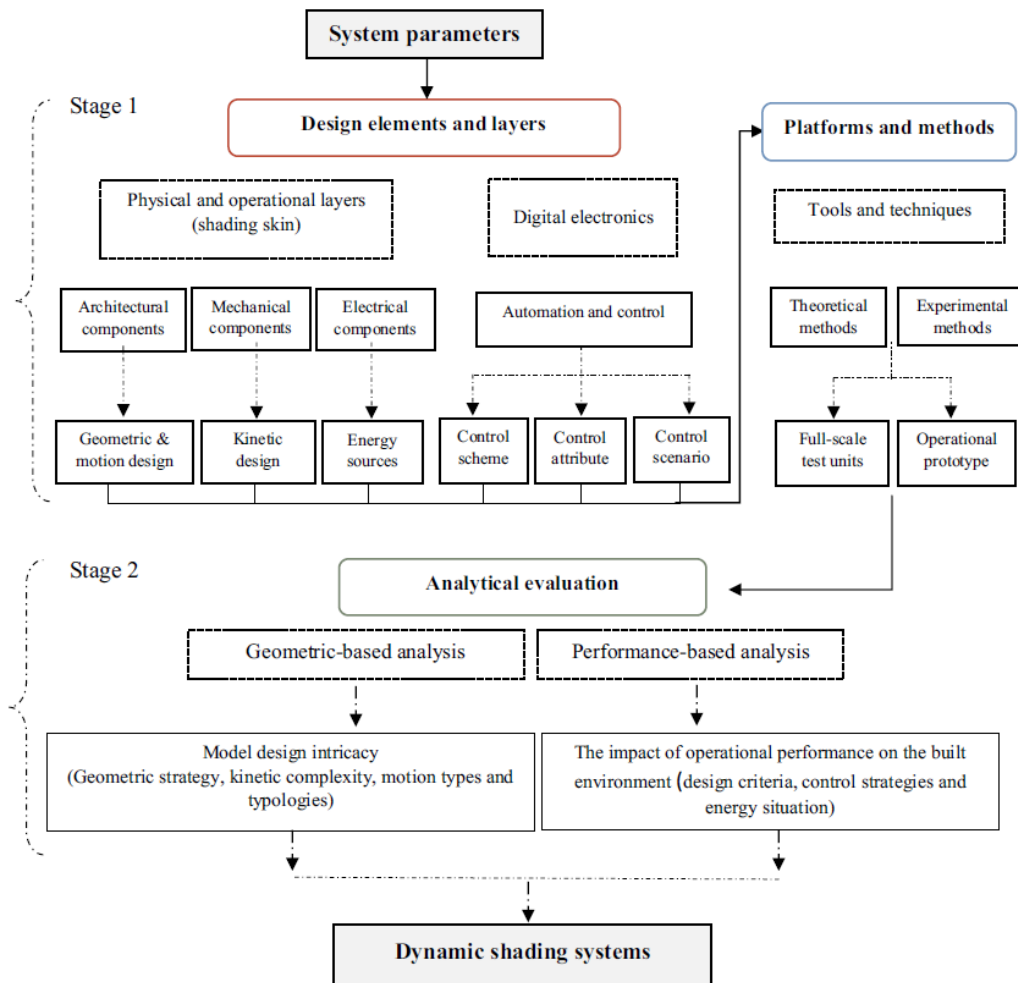 System parameters
Stage 1
Design elements and layers
Platforms and methods
Physical and operational layers
(shading skin)
Digital electronics
Tools and techniques
Architectural
components
Mechanical
components
Electrical
components
Automation and control
Theoretical
methods
Experimental
methods
Geometric &
motion design
Kinetic
design
Energy
sources
Control
scheme
Control
attribute
Control
scenario
Full-scale
test units
Operational
prototype
Stage 2
Analytical evaluation
Geometric-based analysis
Performance-based analysis
Model design intricacy
(Geometric strategy, kinetic complexity, motion types and
typologies)
The impact of operational performance on the built
environment (design criteria, control strategies and
energy situation)
Dynamic shading systems